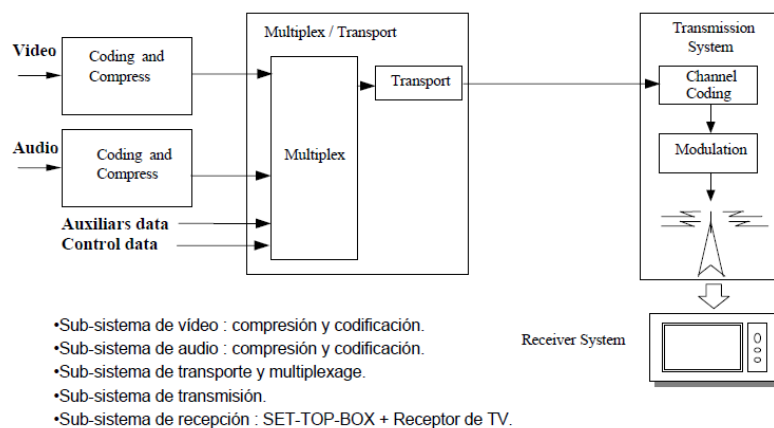 Video
Coding and
Compress
Audio
Coding and
Compress
Auxiliars data
Control data
Multiplex / Transport
Multiplex
Transport
Transmission
System
Channel
Coding
Modulation
Receiver System
•Sub-sistema de vídeo : compresión y codificación.
•Sub-sistema de audio : compresión y codificación.
•Sub-sistema de transporte y multiplexage.
•Sub-sistema de transmisión.
•Sub-sistema de recepción : SET-TOP-BOX + Receptor de TV.